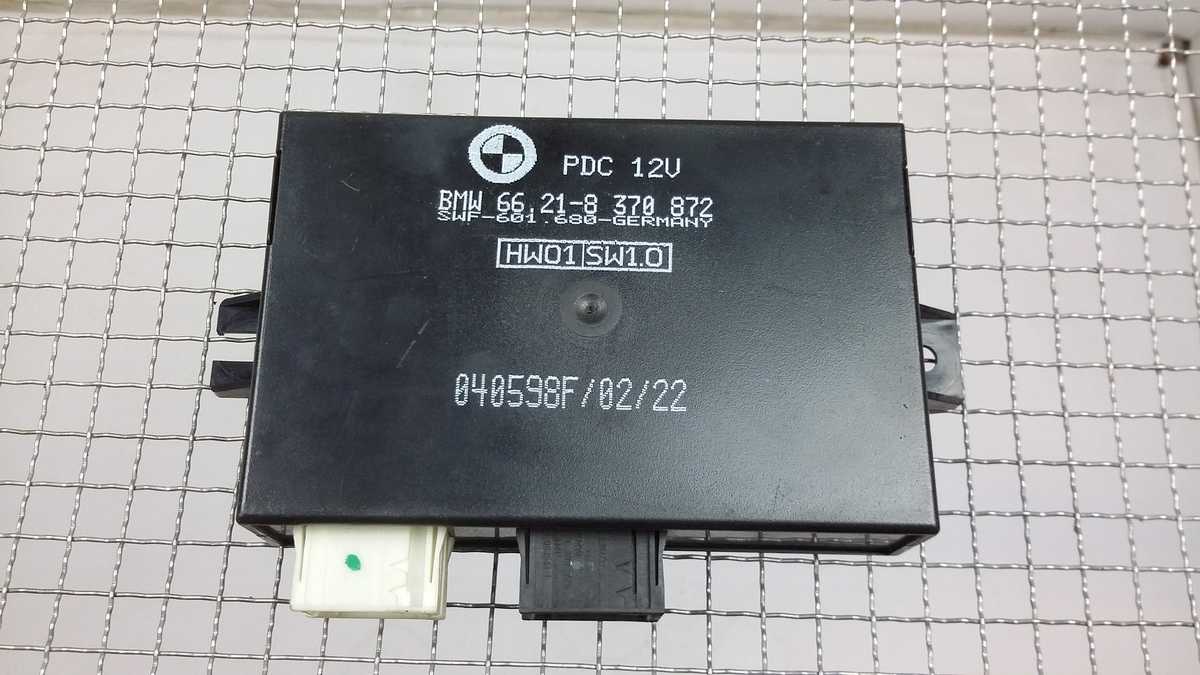 PDC 12V
BMW 66.21-8 370 872
SWF-601.680-GERMANY
HW01 SW1.0
040598F/02/22